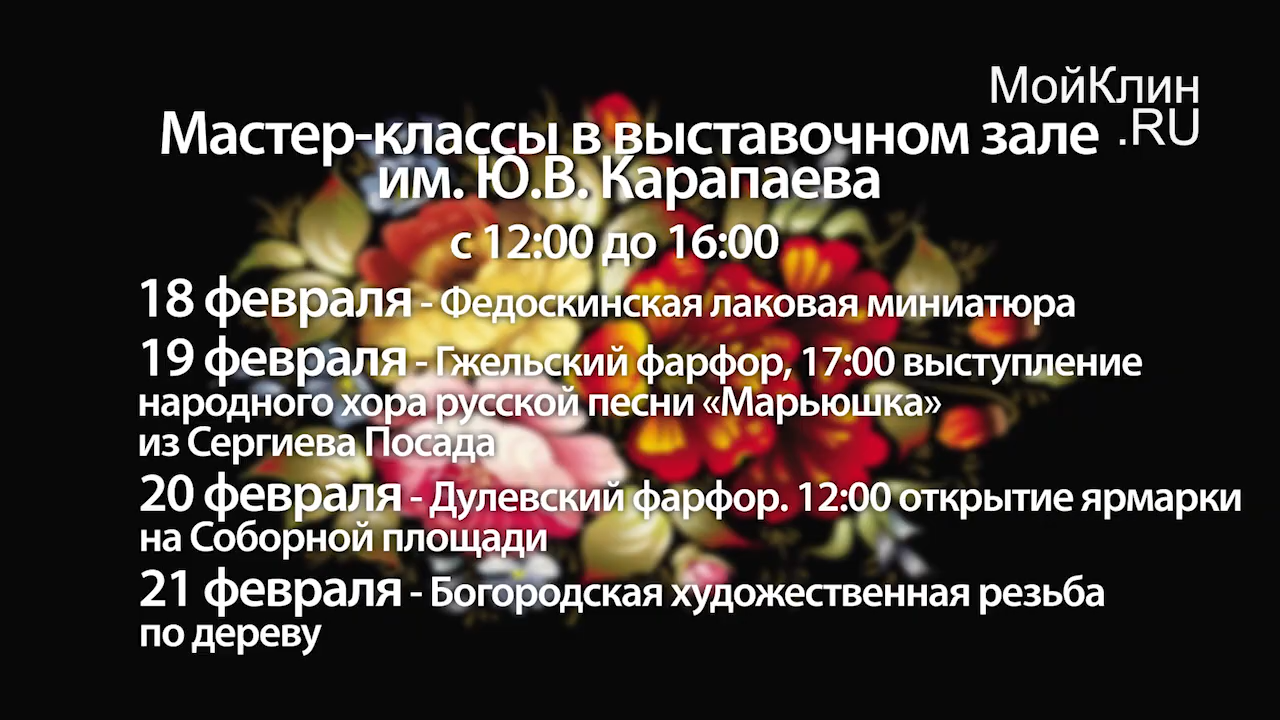 МойКлин
.RU
Мастер-классы в выставочном зале
им. Ю.В. Карапаева
с 12:00 до 16:00
18 февраля - Федоскинская лаковая миниатюра
19 февраля - Гжельский фарфор, 17:00 выступление
народного хора русской песни «Марьюшка»
из Сергиева Посада
20 февраля - Дулевский фарфор. 12:00 открытие ярмарки
на Соборной площади
21 февраля - Богородская художественная резьба
по дереву